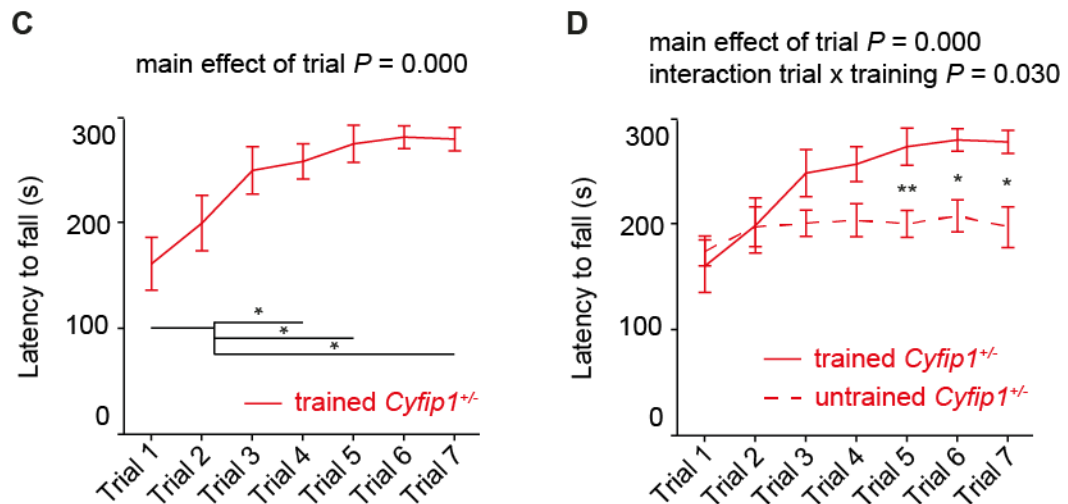 C
main effect of trial P = 0.000
300
200
100
0
Latency to fall (s)
*
*
*
trained Cyfip1+/-
Trial 1
Trial 2
Trial 3
Trial 4
Trial 5
Trial 6
Trial 7
D
main effect of trial P = 0.000
interaction trial x training P = 0.030
300
200
100
0
Latency to fall (s)
**
*
*
trained Cyfip1+/-
untrained Cyfip1+/-
Trial 1
Trial 2
Trial 3
Trial 4
Trial 5
Trial 6
Trial 7